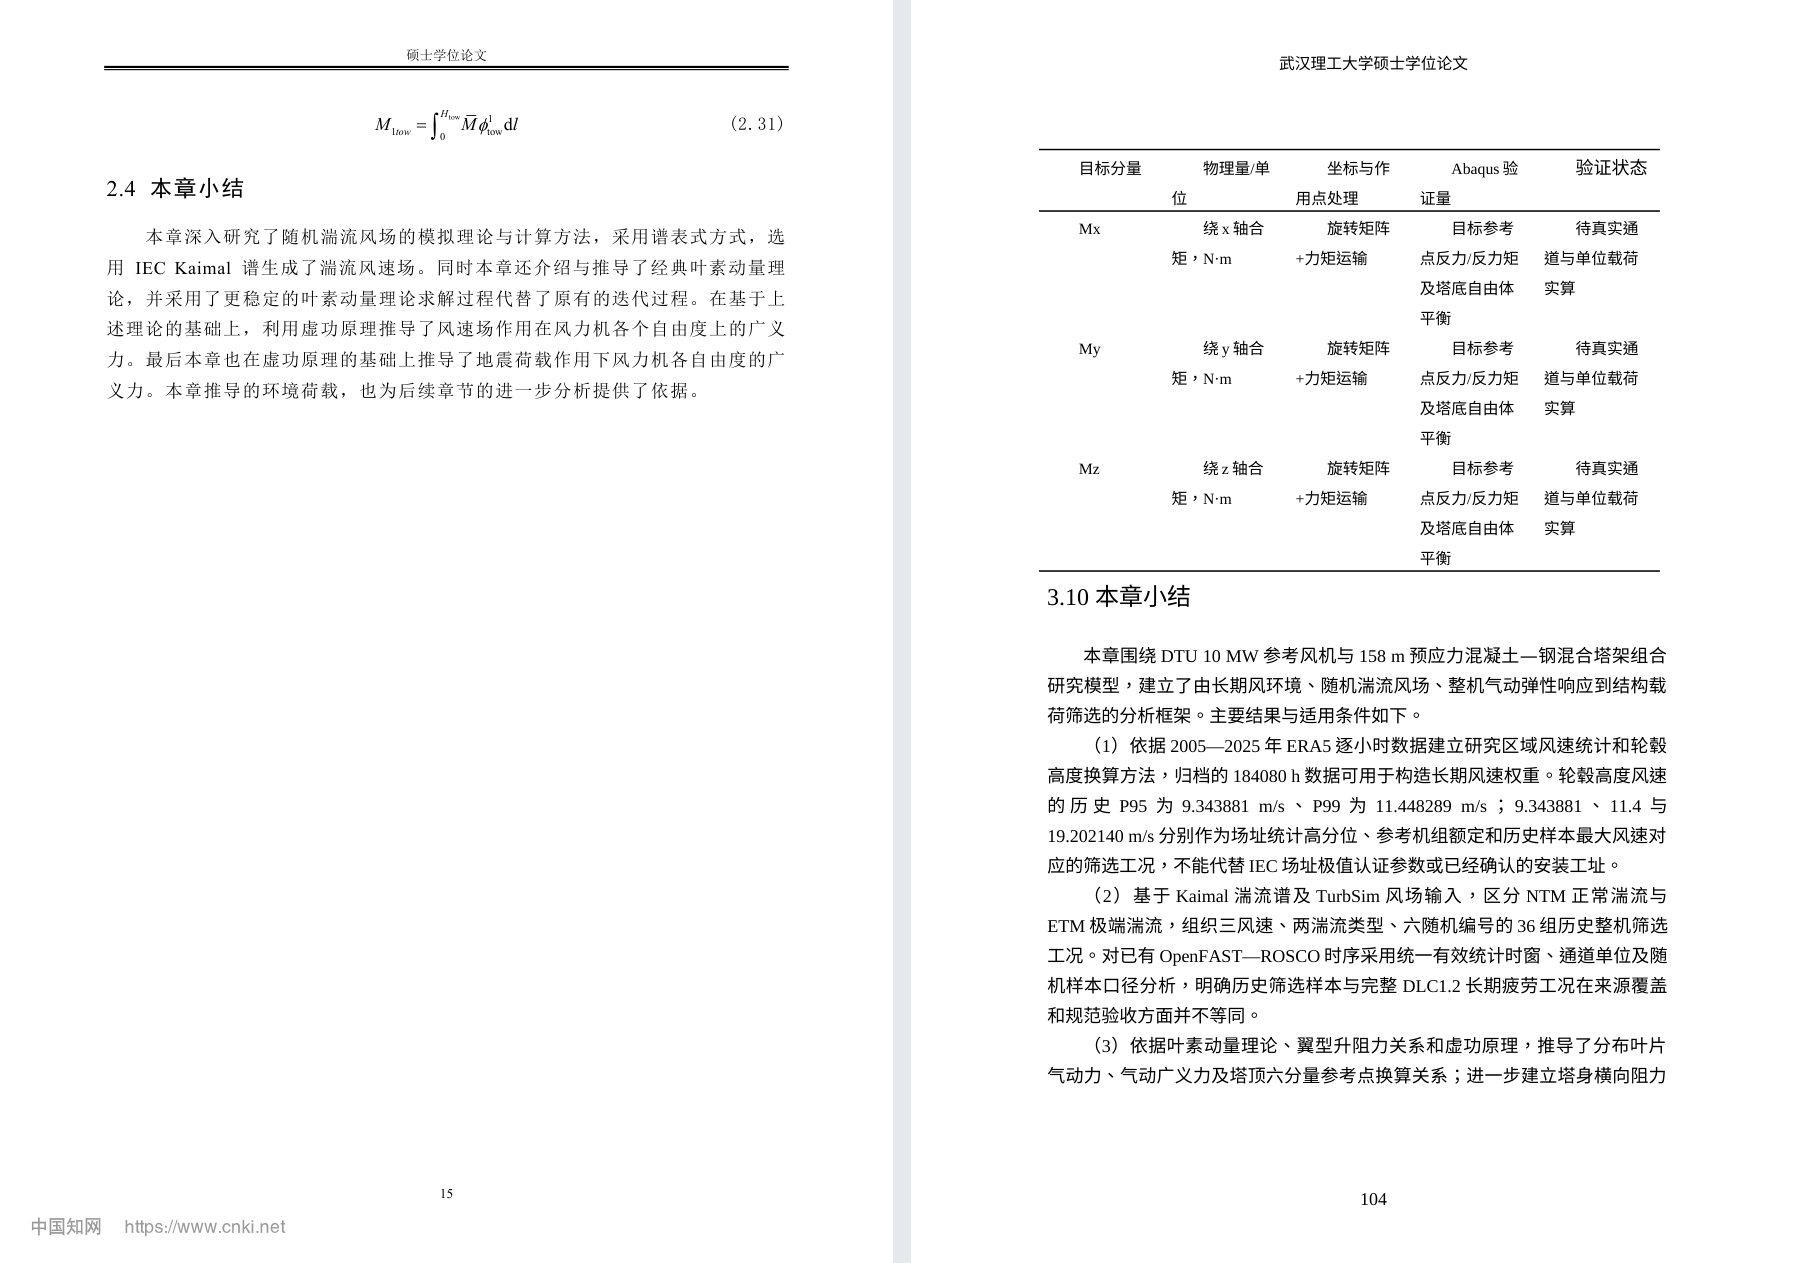 硕士学位论文
M1tow = ∫0Htow M̅ϕ1towdl (2.31)
2.4 本章小结
本章深入研究了随机湍流风场的模拟理论与计算方法，采用谱表式方式，选
用 IEC Kaimal 谱生成了湍流风速场。同时本章还介绍与推导了经典叶素动量理
论，并采用了更稳定的叶素动量理论求解过程代替了原有的迭代过程。在基于上
述理论的基础上，利用虚功原理推导了风速场作用在风力机各个自由度上的广义
力。最后本章也在虚功原理的基础上推导了地震荷载作用下风力机各自由度的广
义力。本章推导的环境荷载，也为后续章节的进一步分析提供了依据。
15
中国知网 https://www.cnki.net
武汉理工大学硕士学位论文
目标分量 物理量/单 坐标与作 Abaqus 验 验证状态
位 用点处理 证量
Mx 绕 x 轴合 旋转矩阵 目标参考 待真实通
矩，N·m +力矩运输 点反力/反力矩 道与单位载荷
及塔底自由体 实算
平衡
My 绕 y 轴合 旋转矩阵 目标参考 待真实通
矩，N·m +力矩运输 点反力/反力矩 道与单位载荷
及塔底自由体 实算
平衡
Mz 绕 z 轴合 旋转矩阵 目标参考 待真实通
矩，N·m +力矩运输 点反力/反力矩 道与单位载荷
及塔底自由体 实算
平衡
3.10 本章小结
本章围绕 DTU 10 MW 参考风机与 158 m 预应力混凝土—钢混合塔架组合
研究模型，建立了由长期风环境、随机湍流风场、整机气动弹性响应到结构载
荷筛选的分析框架。主要结果与适用条件如下。
（1）依据 2005—2025 年 ERA5 逐小时数据建立研究区域风速统计和轮毂
高度换算方法，归档的 184080 h 数据可用于构造长期风速权重。轮毂高度风速
的历史 P95 为 9.343881 m/s、P99 为 11.448289 m/s；9.343881、11.4 与
19.202140 m/s 分别作为场址统计高分位、参考机组额定和历史样本最大风速对
应的筛选工况，不能代替 IEC 场址极值认证参数或已经确认的安装工址。
（2）基于 Kaimal 湍流谱及 TurbSim 风场输入，区分 NTM 正常湍流与
ETM 极端湍流，组织三风速、两湍流类型、六随机编号的 36 组历史整机筛选
工况。对已有 OpenFAST—ROSCO 时序采用统一有效统计时窗、通道单位及随
机样本口径分析，明确历史筛选样本与完整 DLC1.2 长期疲劳工况在来源覆盖
和规范验收方面并不等同。
（3）依据叶素动量理论、翼型升阻力关系和虚功原理，推导了分布叶片
气动力、气动广义力及塔顶六分量参考点换算关系；进一步建立塔身横向阻力
104